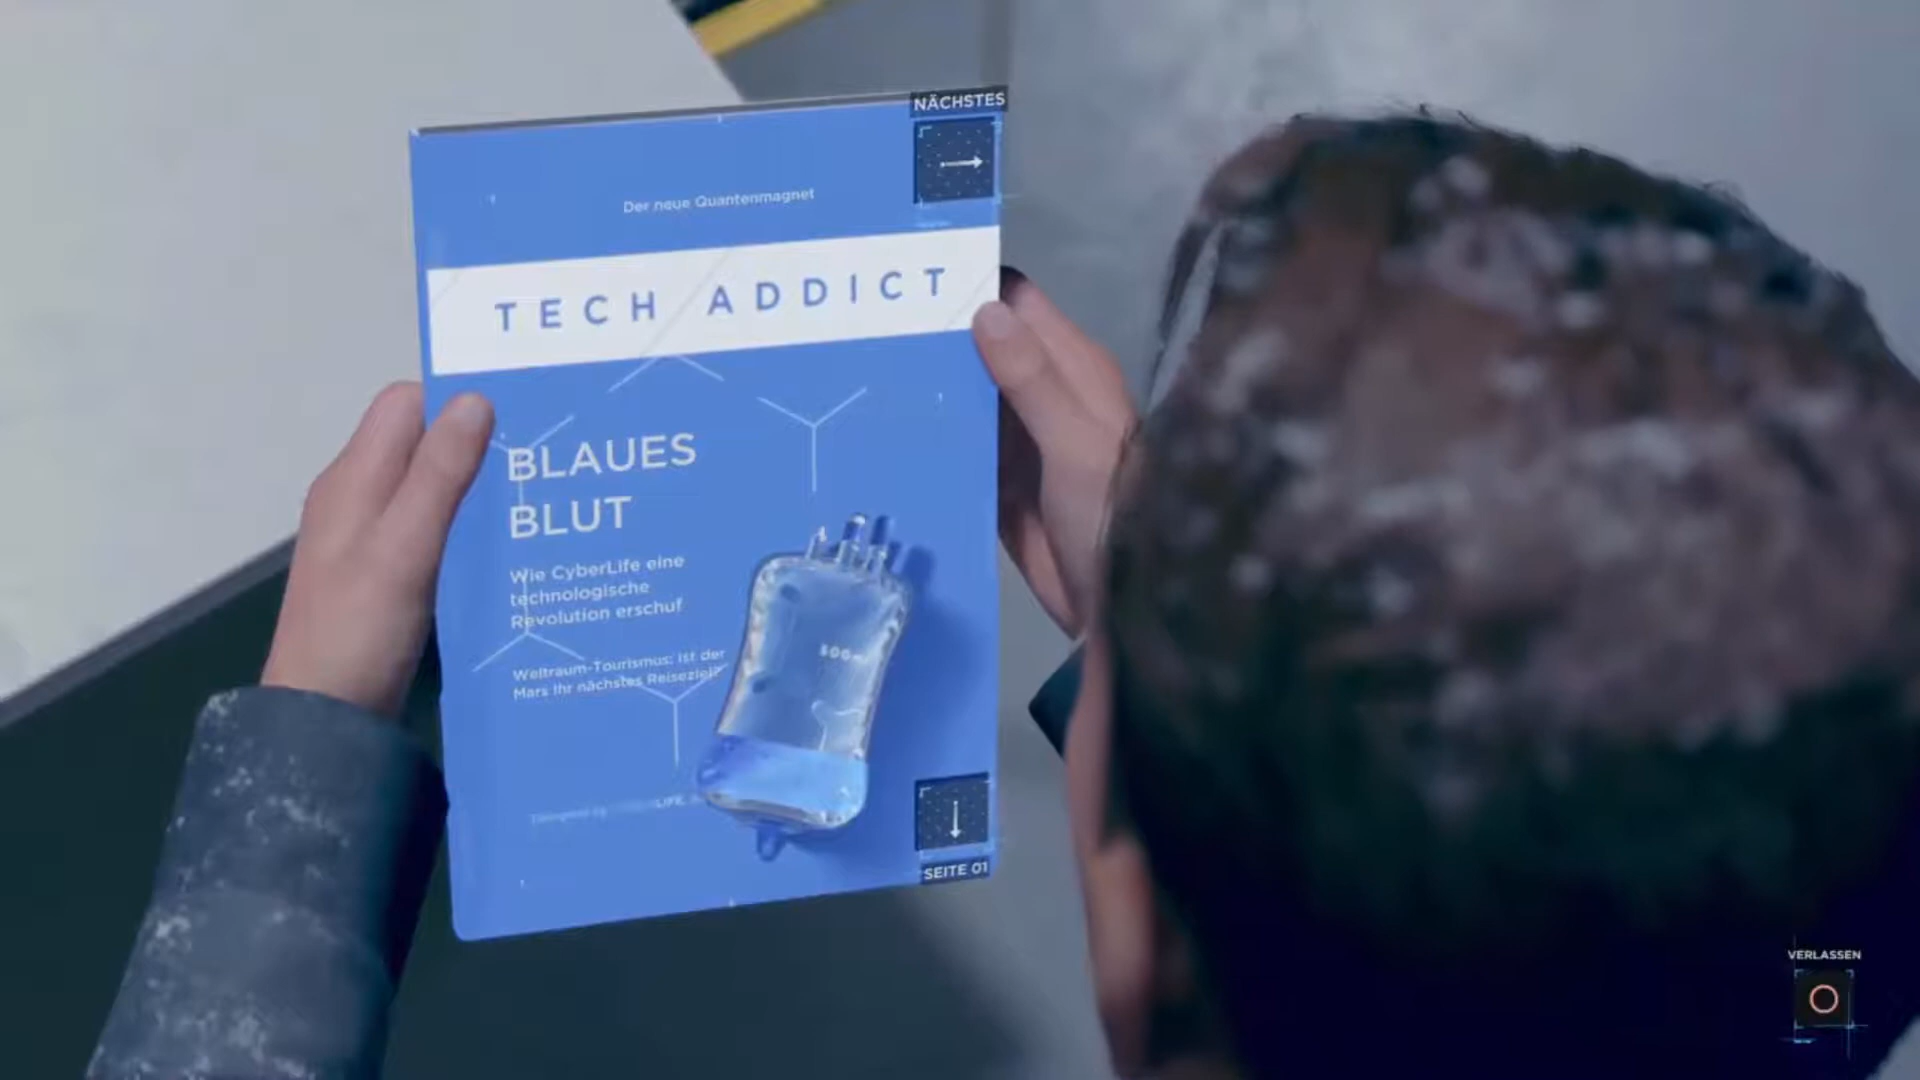 NÄCHSTES
Der neue Quantenmagnet
TECH ADDICT
BLAUES
BLUT
Wie CyberLife eine
technologische
Revolution erschuf
Weltraum-Tourismus: Ist der
Mars Ihr nächstes Reiseziel?
500ml
SEITE 01
VERLASSEN